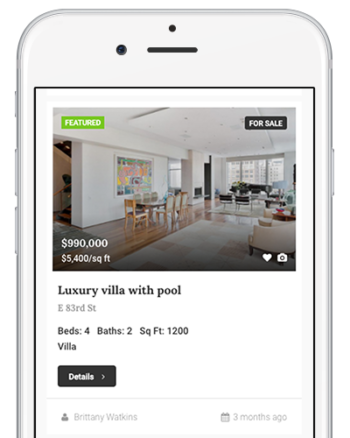 FEATURED
FOR SALE
$990,000
$5,400/sq ft
Luxury villa with pool
E 83rd St
Beds: 4 Baths: 2 Sq Ft: 1200
Villa
Details
Brittany Watkins
3 months ago